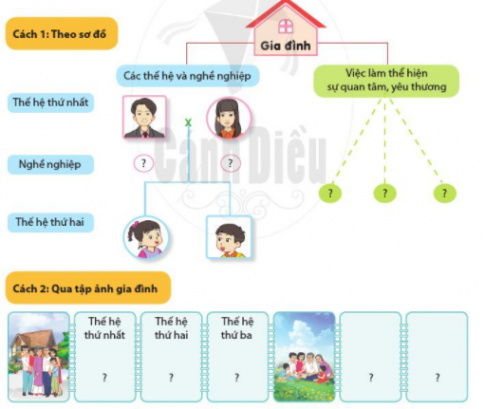 Cách 1: Theo sơ đồ
Gia đình
Các thế hệ và nghề nghiệp
Việc làm thể hiện
sự quan tâm, yêu thương
Thế hệ thứ nhất
Nghề nghiệp
?
?
?
?
?
Thế hệ thứ hai
Cánh Diều
Cách 2: Qua tập ảnh gia đình
Thế hệ
thứ nhất
?
Thế hệ
thứ hai
?
Thế hệ
thứ ba
?
?
?